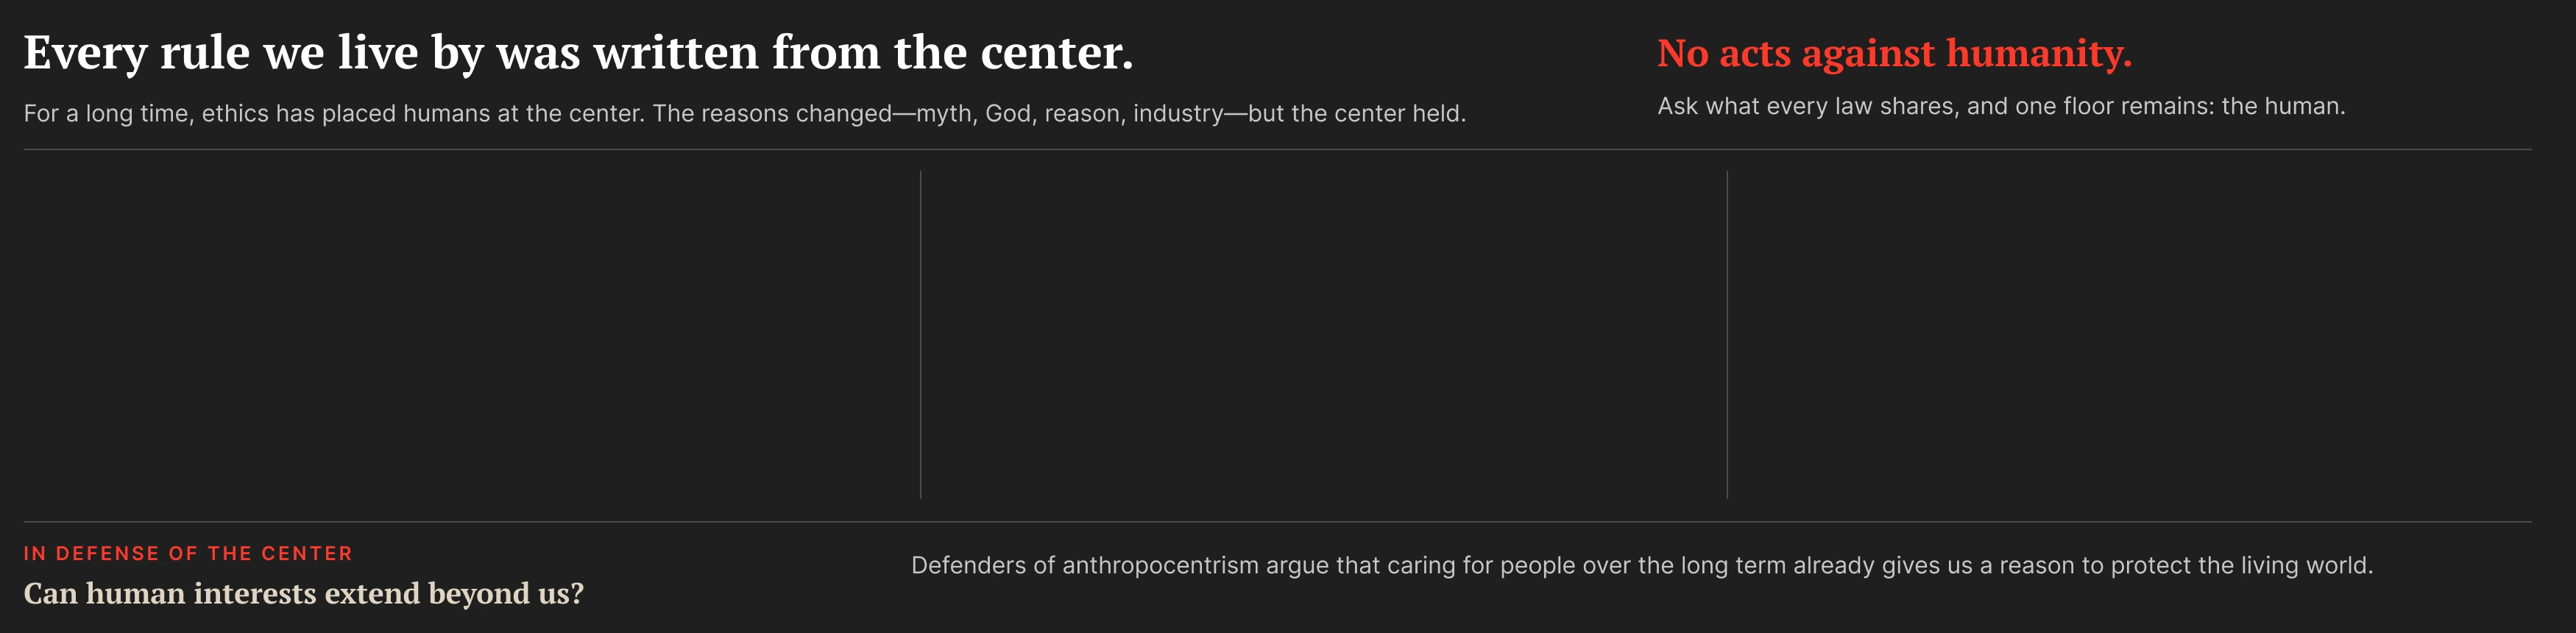 Every rule we live by was written from the center.
For a long time, ethics has placed humans at the center. The reasons changed—myth, God, reason, industry—but the center held.
No acts against humanity.
Ask what every law shares, and one floor remains: the human.
IN DEFENSE OF THE CENTER
Can human interests extend beyond us?
Defenders of anthropocentrism argue that caring for people over the long term already gives us a reason to protect the living world.